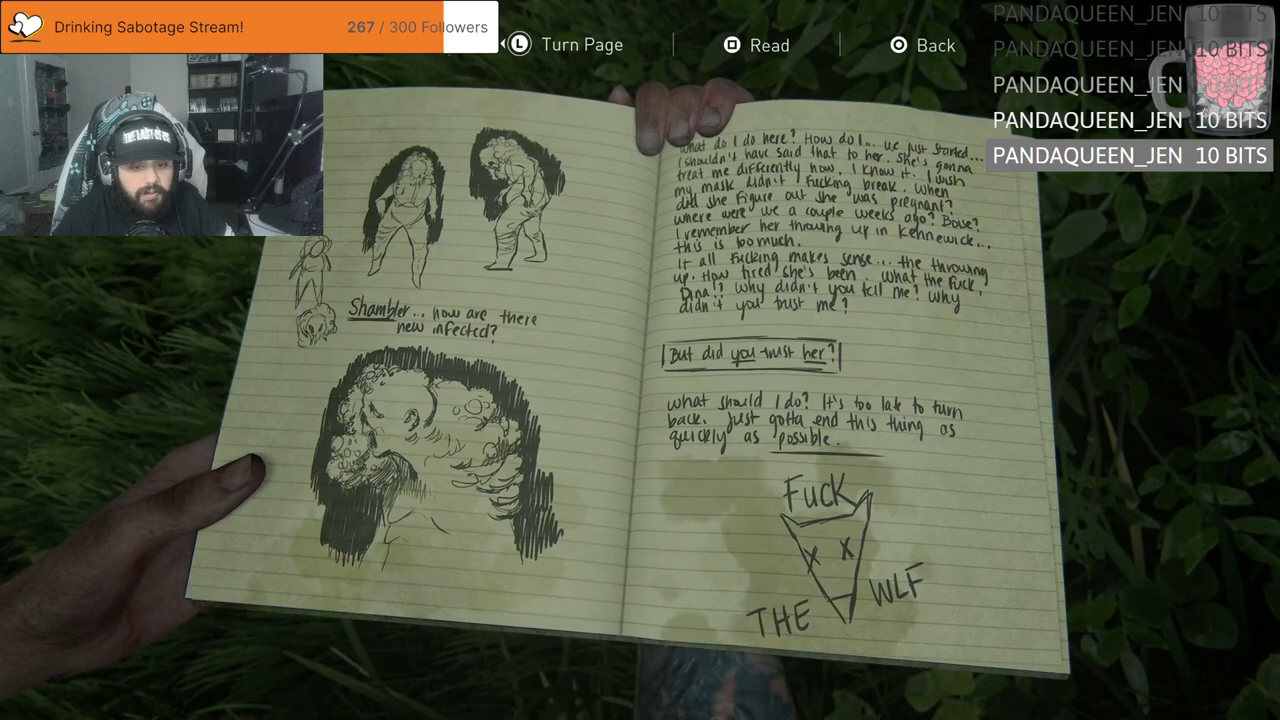 Drinking Sabotage Stream!
267 / 300 Followers
L Turn Page
Read
Back
PANDAQUEEN_JEN 10 BITS
PANDAQUEEN_JEN 10 BITS
PANDAQUEEN_JEN 10 BITS
PANDAQUEEN_JEN 10 BITS
PANDAQUEEN_JEN 10 BITS
THE LAST OF US
Shambler.. how are there
new infected?
What do I do here? How do I... we just started...
I shouldn't have said that to her. She's gonna
treat me differently now. I know it. I wish
my mask didn't fucking break. When
did she figure out she was pregnant?
Where were we a couple weeks ago? Boise?
I remember her throwing up in Kennewick...
this is too much.
It all fucking makes sense... the throwing
up. How tired she's been. What the fuck,
Dina!? Why didn't you tell me? Why
didn't you trust me?
But did you trust her?
What should I do? It's too late to turn
back. Just gotta end this thing as
quickly as possible.
Fuck
THE WLF